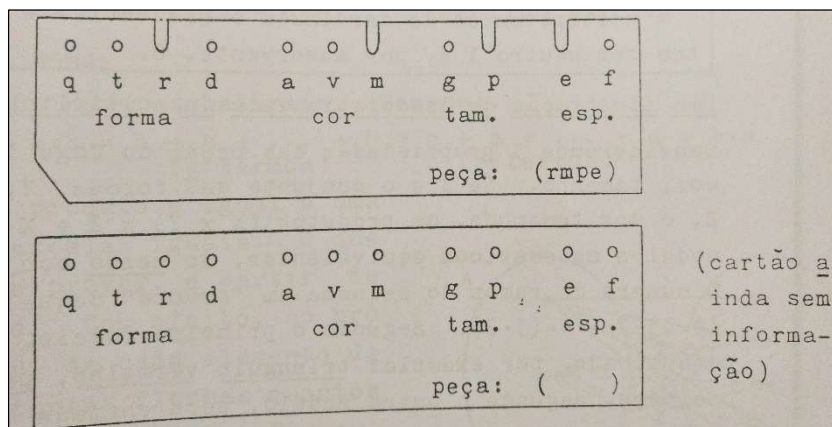 q t r d a v m g p e f
forma cor tam. esp.
peça: (rmpe)
q t r d a v m g p e f
forma cor tam. esp.
peça: ( )
(cartão a
inda sem
informa-
ção)